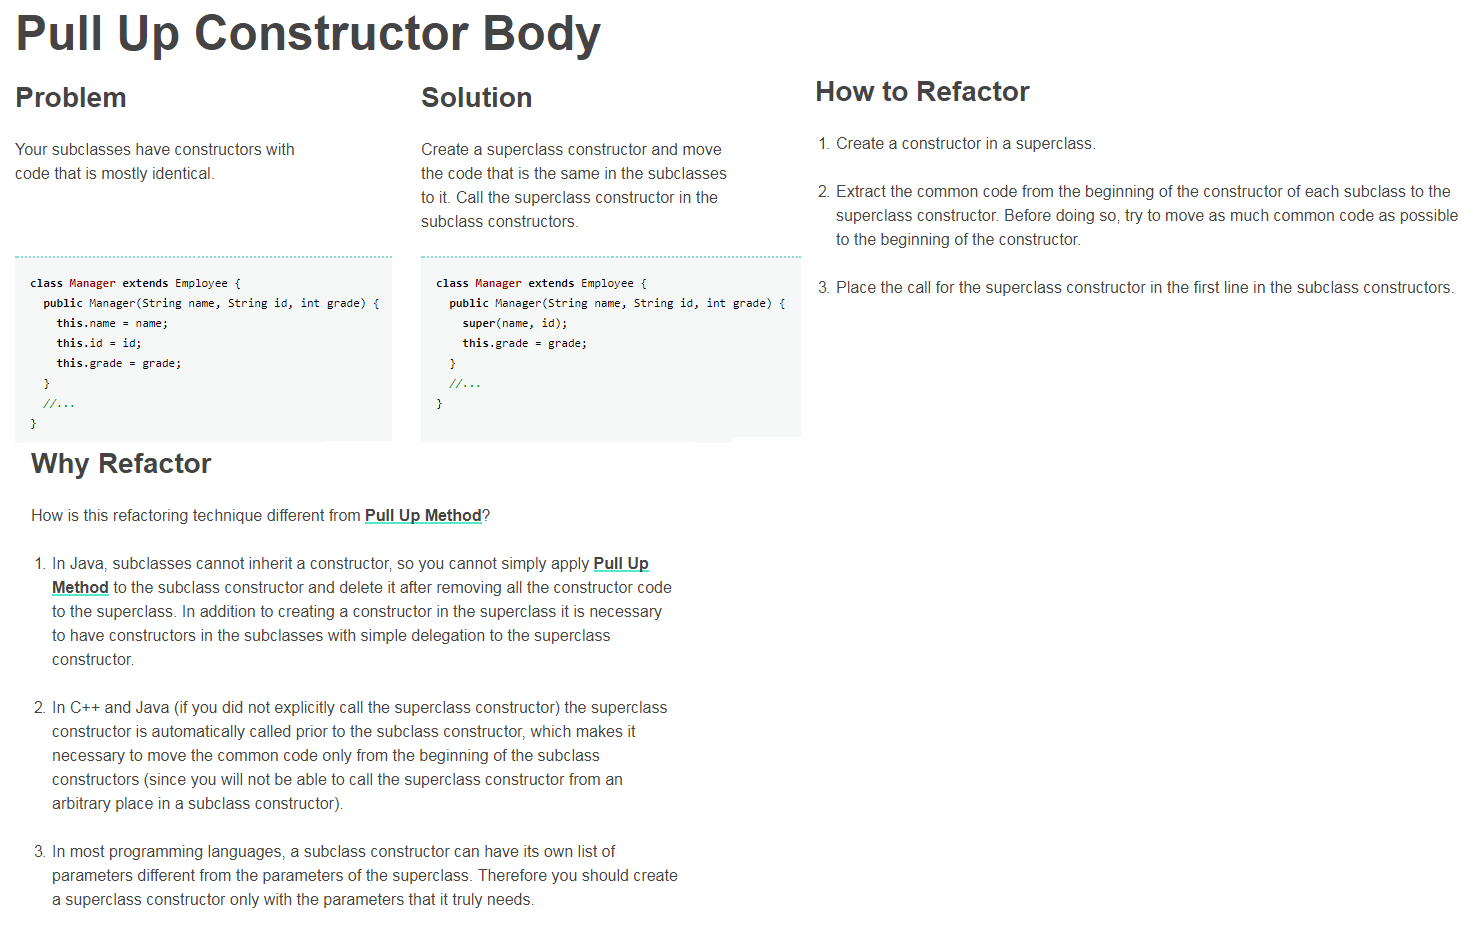 Pull Up Constructor Body
Problem
Your subclasses have constructors with
code that is mostly identical.
class Manager extends Employee {
  public Manager(String name, String id, int grade) {
    this.name = name;
    this.id = id;
    this.grade = grade;
  }
  //...
}
Solution
Create a superclass constructor and move
the code that is the same in the subclasses
to it. Call the superclass constructor in the
subclass constructors.
class Manager extends Employee {
  public Manager(String name, String id, int grade) {
    super(name, id);
    this.grade = grade;
  }
  //...
}
How to Refactor
1. Create a constructor in a superclass.
2. Extract the common code from the beginning of the constructor of each subclass to the
superclass constructor. Before doing so, try to move as much common code as possible
to the beginning of the constructor.
3. Place the call for the superclass constructor in the first line in the subclass constructors.
Why Refactor
How is this refactoring technique different from Pull Up Method?
1. In Java, subclasses cannot inherit a constructor, so you cannot simply apply Pull Up
Method to the subclass constructor and delete it after removing all the constructor code
to the superclass. In addition to creating a constructor in the superclass it is necessary
to have constructors in the subclasses with simple delegation to the superclass
constructor.
2. In C++ and Java (if you did not explicitly call the superclass constructor) the superclass
constructor is automatically called prior to the subclass constructor, which makes it
necessary to move the common code only from the beginning of the subclass
constructors (since you will not be able to call the superclass constructor from an
arbitrary place in a subclass constructor).
3. In most programming languages, a subclass constructor can have its own list of
parameters different from the parameters of the superclass. Therefore you should create
a superclass constructor only with the parameters that it truly needs.